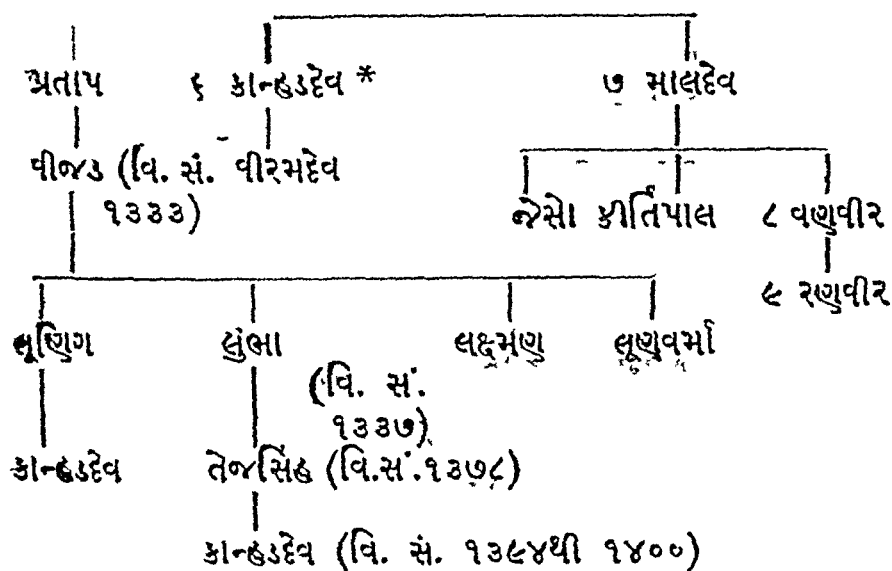 પ્રતાપ ૬ કાન્હડદેવ * ૭ માલદેવ
વીજડ (વિ. સં. વીરમદેવ
૧૩૩૩) જેસો કીર્તિપાલ ૮ વણવીર
૯ રણવીર
લૂણિગ લુંભા લક્ષ્મણ લૂણવર્મા
(વિ. સં.
૧૩૩૭)
કાન્હડદેવ તેજસિંહ (વિ.સં.૧૩૭૮)
કાન્હડદેવ (વિ. સં. ૧૩૯૪થી ૧૪૦૦)